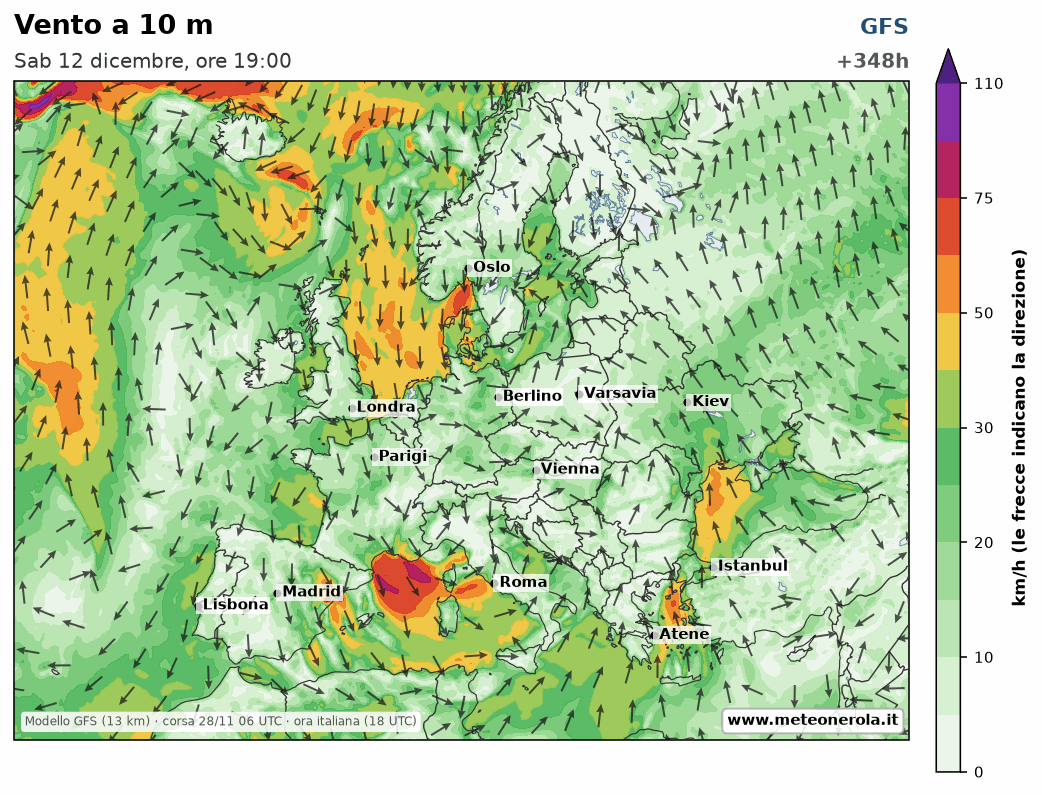 Vento a 10 m
GFS
Sab 12 dicembre, ore 19:00
+348h
110
75
50
30
20
10
0
km/h (le frecce indicano la direzione)
Oslo
Berlino
Varsavia
Kiev
Londra
Parigi
Vienna
Istanbul
Roma
Madrid
Lisbona
Atene
Modello GFS (13 km) · corsa 28/11 06 UTC · ora italiana (18 UTC)
www.meteonerola.it